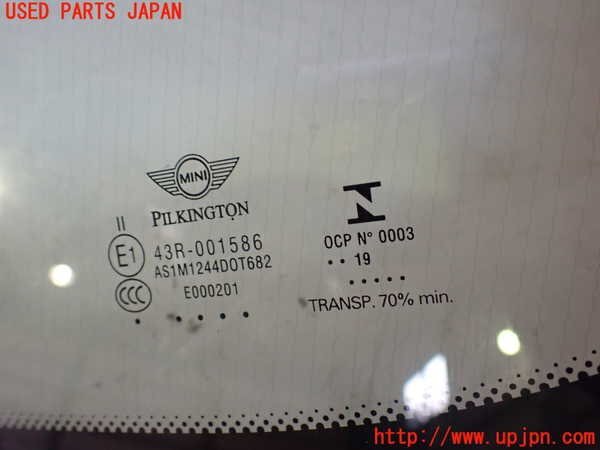 USED PARTS JAPAN
MINI
PILKINGTON
II
E1
43R-001586
AS1M1244DOT682
CCC
E000201
OCP N° 0003
.. 19
.....
TRANSP. 70% min.
. . . . .
http://www.upjpn.com/